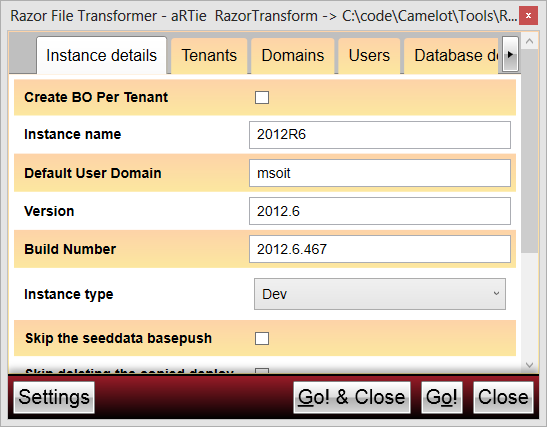 Razor File Transformer - aRTie RazorTransform -> C:\code\Camelot\Tools\R...
Instance details Tenants Domains Users Database de
Create BO Per Tenant
Instance name 2012R6
Default User Domain msoit
Version 2012.6
Build Number 2012.6.467
Instance type Dev
Skip the seeddata basepush
Skip deleting the copied deploy
Settings Go! & Close Go! Close